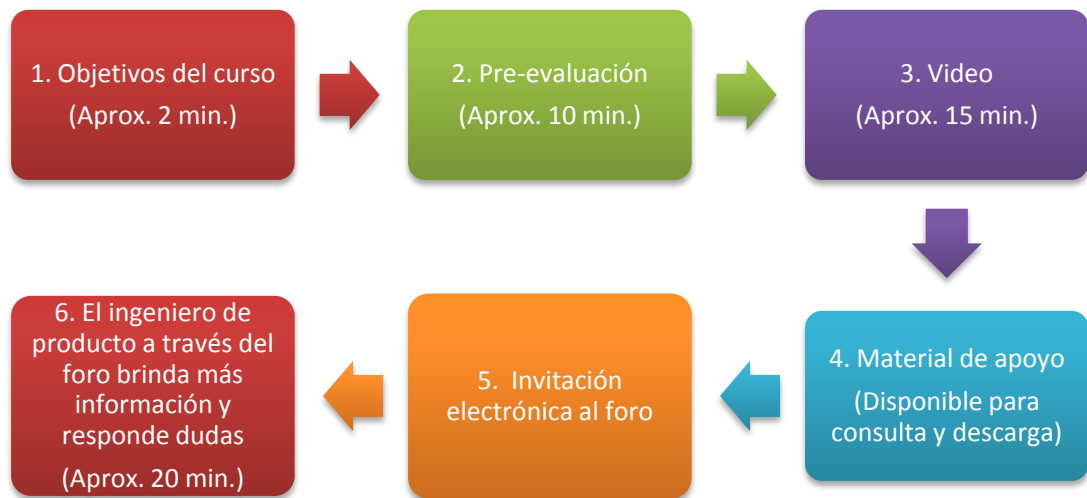 1. Objetivos del curso
(Aprox. 2 min.)
2. Pre-evaluación
(Aprox. 10 min.)
3. Video
(Aprox. 15 min.)
4. Material de apoyo
(Disponible para
consulta y descarga)
5. Invitación
electrónica al foro
6. El ingeniero de
producto a través del
foro brinda más
información y
responde dudas
(Aprox. 20 min.)